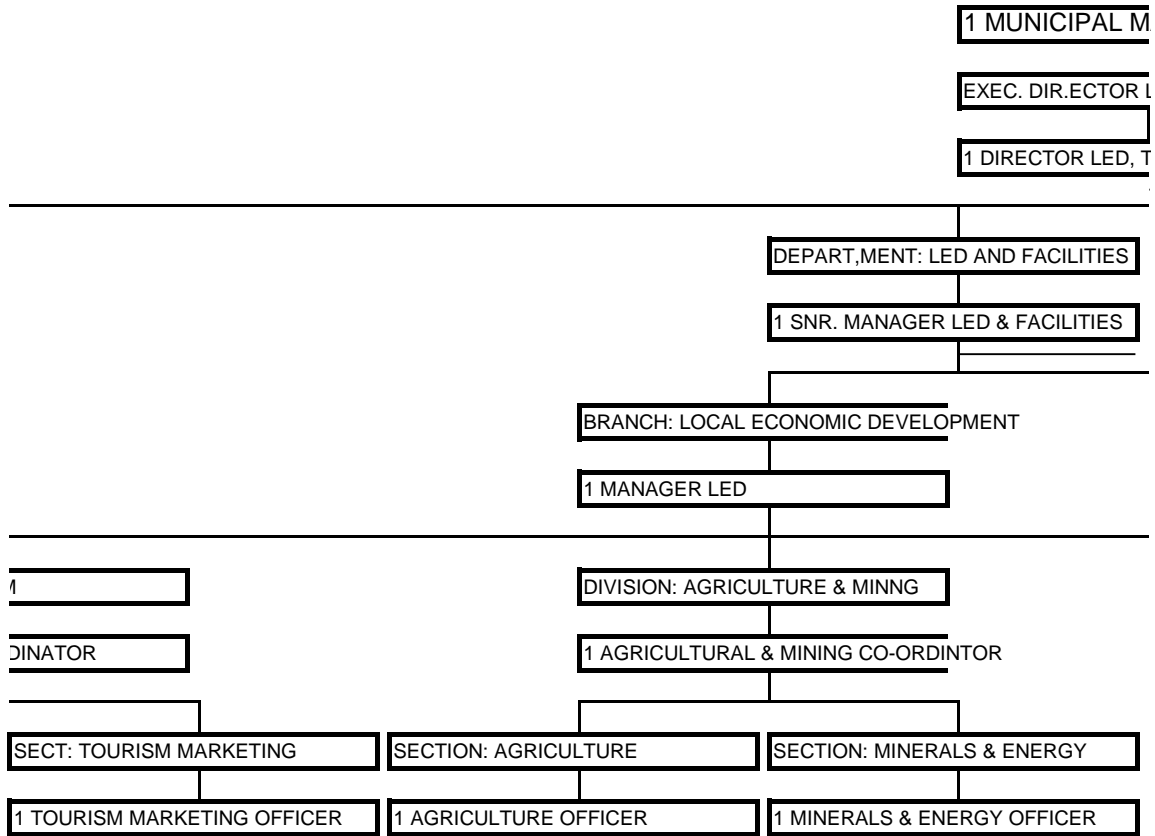 1 MUNICIPAL
EXEC. DIR.ECTOR
1 DIRECTOR LED,
DEPART,MENT: LED AND FACILITIES
1 SNR. MANAGER LED & FACILITIES
BRANCH: LOCAL ECONOMIC DEVELOPMENT
1 MANAGER LED
DIVISION: AGRICULTURE & MINNG
DINATOR
1 AGRICULTURAL & MINING CO-ORDINTOR
SECT: TOURISM MARKETING
SECTION: AGRICULTURE
SECTION: MINERALS & ENERGY
1 TOURISM MARKETING OFFICER
1 AGRICULTURE OFFICER
1 MINERALS & ENERGY OFFICER